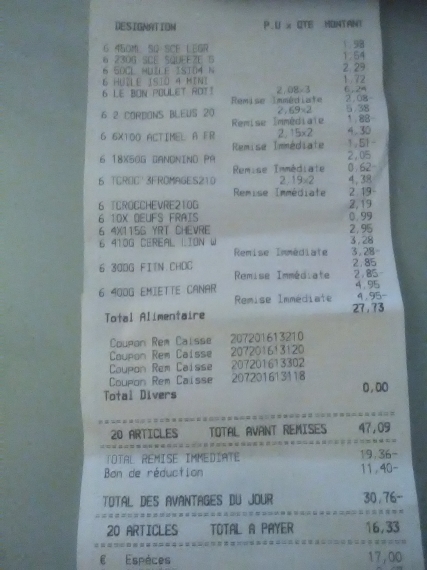 DESIGNATION P.U x QTE MONTANT
6 450ML SQ SCE LEGR 1,98
6 230G SCE SQUEEZE 1,54
6 50CL HUILE IST04 N 2,29
6 HUILE ISIO 4 MINI 1,72
6 LE BON POULET ROTI 2,08x3 6,24
Remise Immédiate 2,08-
6 2 CORDONS BLEUS 20 2,69x2 5,38
Remise Immédiate 1,88-
6 6X100 ACTIMEL A FR 2,15x2 4,30
Remise Immédiate 1,51-
6 18X50G DANONINO PA 2,05
Remise Immédiate 0,62-
6 TCROC'3FROMAGES210 2,19x2 4,38
Remise Immédiate 2,19-
6 TCROCCHEVRE210G 2,19
6 10X OEUFS FRAIS 0,99
6 4X115G YRT CHEVRE 2,95
6 410G CEREAL LION W 3,28
Remise Immédiate 3,28-
6 300G FITN CHOC 2,85
Remise Immédiate 2,85-
6 400G EMIETTE CANAR 4,95
Remise Immédiate 4,95-
Total Alimentaire 27,73
Coupon Rem Caisse 207201613210
Coupon Rem Caisse 207201613120
Coupon Rem Caisse 207201613302
Coupon Rem Caisse 207201613118
Total Divers 0,00
20 ARTICLES TOTAL AVANT REMISES 47,09
TOTAL REMISE IMMEDIATE 19,36-
Bon de réduction 11,40-
TOTAL DES AVANTAGES DU JOUR 30,76-
20 ARTICLES TOTAL A PAYER 16,33
€ Espèces 17,00